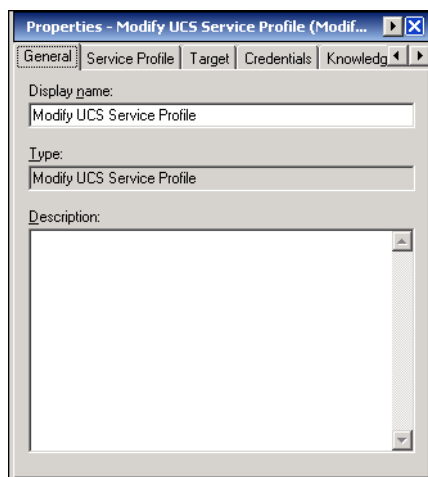 Properties - Modify UCS Service Profile (Modif...
General Service Profile Target Credentials Knowledg
Display name:
Modify UCS Service Profile
Type:
Modify UCS Service Profile
Description: